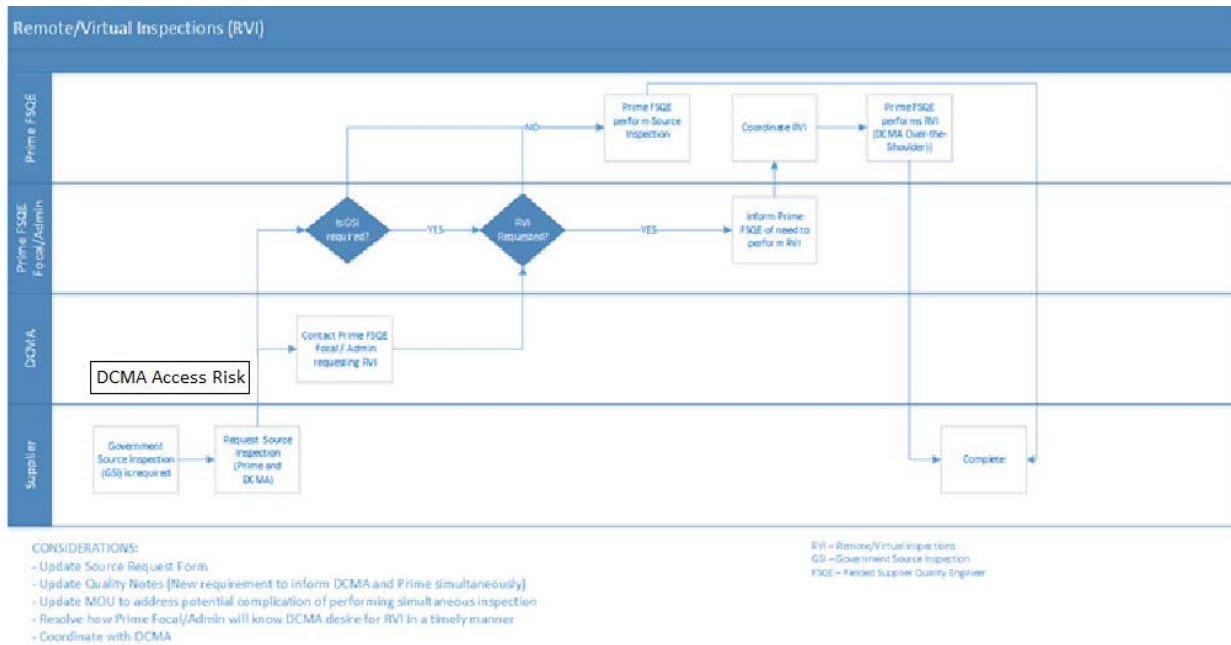 Remote/Virtual Inspections (RVI)
Prime FSQE
Prime FSQE
perform Source
Inspection
Coordinate RVI
Prime FSQE
performs RVI
(DCMA Over-the-
Shoulder))
NO
Prime FSQE
Focal/Admin
Is GSI
required?
YES
RVI
Requested?
YES
Inform Prime
FSQE of need to
perform RVI
DCMA
Contact Prime FSQE
Focal/ Admin
requesting RVI
DCMA Access Risk
Supplier
Government
Source Inspection
(GSI) is required
Request Source
Inspection
(Prime and
DCMA)
Complete
CONSIDERATIONS:
- Update Source Request Form
- Update Quality Notes (New requirement to inform DCMA and Prime simultaneously)
- Update MOU to address potential complication of performing simultaneous inspection
- Resolve how Prime Focal/Admin will know DCMA desire for RVI in a timely manner
- Coordinate with DCMA
RVI – Remote/Virtual Inspections
GSI – Government Source Inspection
FSQE – Fielded Supplier Quality Engineer